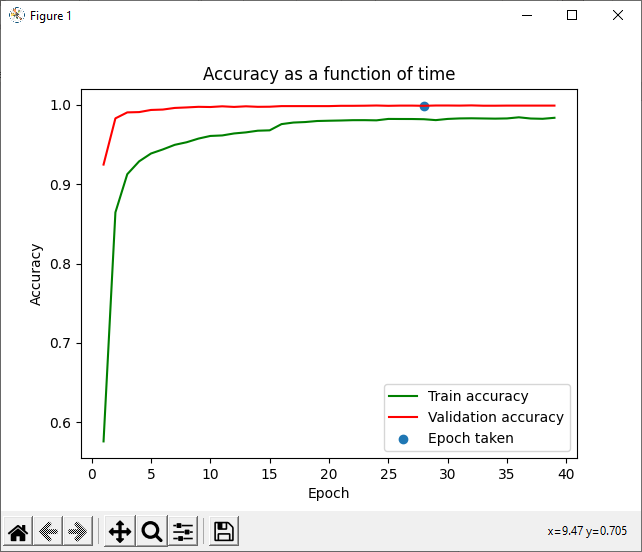 Figure 1
Accuracy as a function of time
1.0
0.9
0.8
0.7
0.6
Accuracy
0 5 10 15 20 25 30 35 40
Epoch
Train accuracy
Validation accuracy
Epoch taken
x=9.47 y=0.705